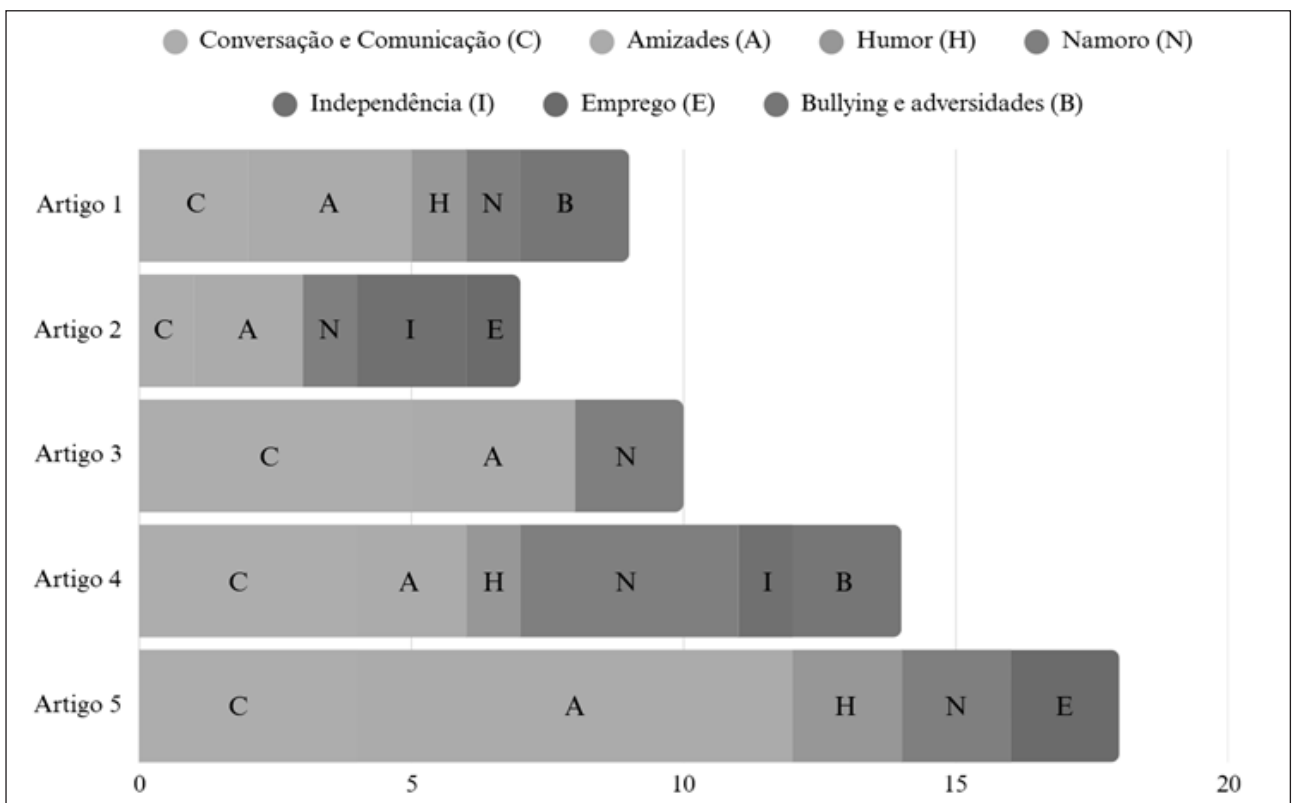 Conversação e Comunicação (C) Amizades (A) Humor (H) Namoro (N)
Independência (I) Emprego (E) Bullying e adversidades (B)
Artigo 1 C A H N B
Artigo 2 C A N I E
Artigo 3 C A N
Artigo 4 C A H N I B
Artigo 5 C A H N E
0 5 10 15 20